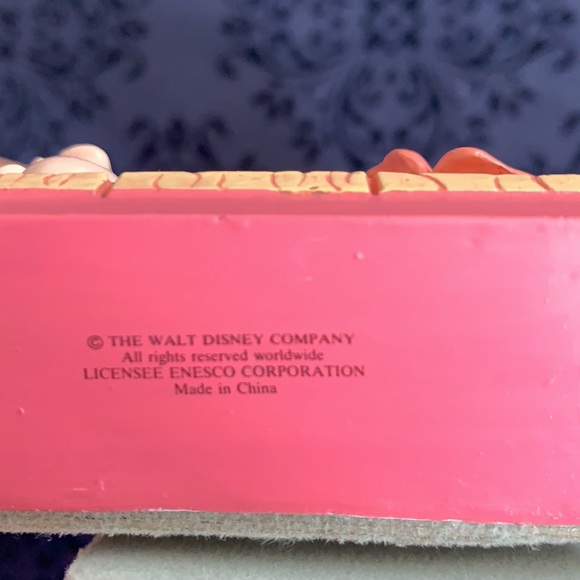 © THE WALT DISNEY COMPANY
All rights reserved worldwide
LICENSEE ENESCO CORPORATION
Made in China